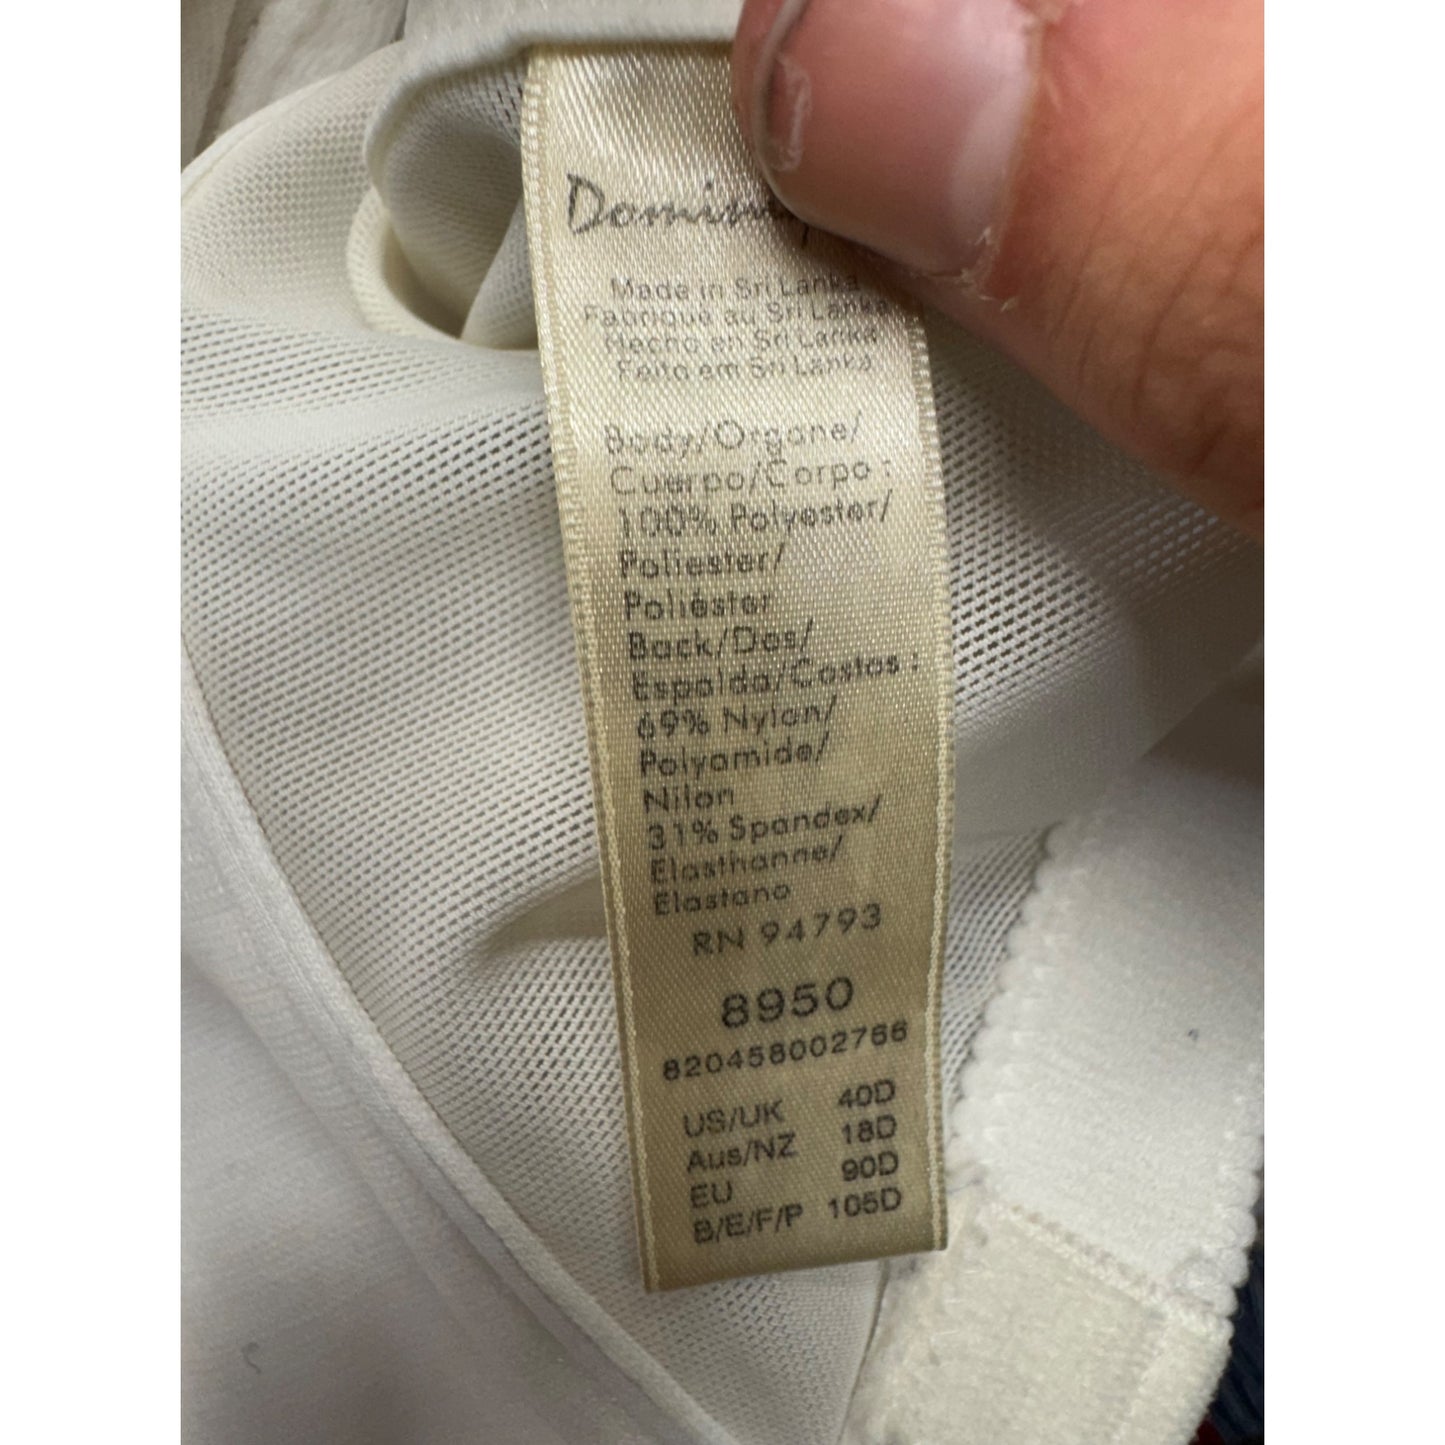 Made in Sri Lanka
Fabriqué au Sri Lanka
Hecho en Sri Lanka
Feito em Sri Lanka
Body/Organe/
Cuerpo/Corpo :
100% Polyester/
Poliester/
Poliéster
Back/Dos/
Espalda/Costas :
69% Nylon/
Polyamide/
Nilon
31% Spandex/
Elasthanne/
Elastano
RN 94793
8950
820458002766
US/UK 40D
Aus/NZ 18D
EU 90D
B/E/F/P 105D